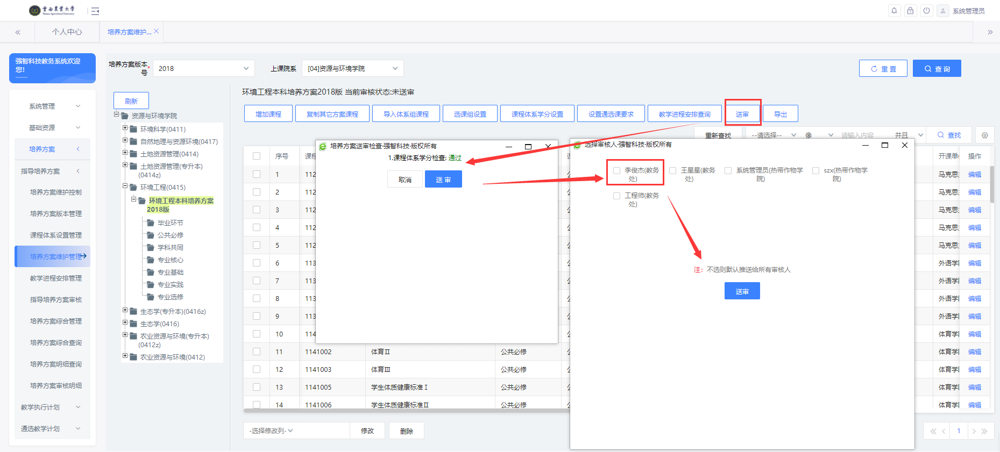 雲南農業大學
Yunnan Agricultural University
系统管理员
个人中心
培养方案维护...
强智科技教务系统欢迎
您!
系统管理
基础资源
培养方案
指导培养方案
培养方案维护控制
培养方案版本管理
课程体系设置管理
培养方案维护管理
教学进程安排管理
指导培养方案审核
培养方案综合管理
培养方案综合查询
培养方案明细查询
培养方案审核明细
教学执行计划
通选教学计划
培养方案版本*
号
2018
上课院系
[04]资源与环境学院
重 置
查 询
刷新
资源与环境学院
环境科学(0411)
自然地理与资源环境(0417)
土地资源管理(0414)
土地资源管理(专升本)
(0414z)
环境工程(0415)
环境工程本科培养方案
2018版
毕业环节
公共必修
学科共同
专业核心
专业基础
专业实践
专业选修
生态学(专升本)(0416z)
生态学(0416)
农业资源与环境(专升本)
(0412z)
农业资源与环境(0412)
环境工程本科培养方案2018版 当前审核状态:未送审
增加课程
复制其它方案课程
导入体系组课程
选课组设置
课程体系学分设置
设置通选课要求
教学进程安排查询
送审
导出
重新查找
--请选择--
像
请输入内容
并且
查找
序号
课程
开课单位
操作
1 112 马克思主 编辑
2 112 马克思主 编辑
3 112 马克思主 编辑
4 112 马克思主 编辑
5 112 马克思主 编辑
6 113 外语学院 编辑
7 113 外语学院 编辑
8 113 外语学院 编辑
9 113 外语学院 编辑
10 114 体育学院 编辑
11 1141002 体育Ⅱ 公共必修 体育学院 编辑
12 1141003 体育Ⅲ 公共必修 体育学院 编辑
13 1141005 学生体质健康标准Ⅰ 公共必修 体育学院 编辑
14 1141006 学生体质健康标准Ⅱ 公共必修 体育学院 编辑
培养方案送审检查·强智科技·版权所有
1.课程体系学分检查: 通过
取消
送 审
选择审核人·强智科技·版权所有
李俊杰(教务
处)
王星星(教务
处)
系统管理员(热带作物学
院)
szx(热带作物学
院)
工程师(教务
处)
注: 不选则默认推送给所有审核人
送审
-选择修改列-
修改
删除
1